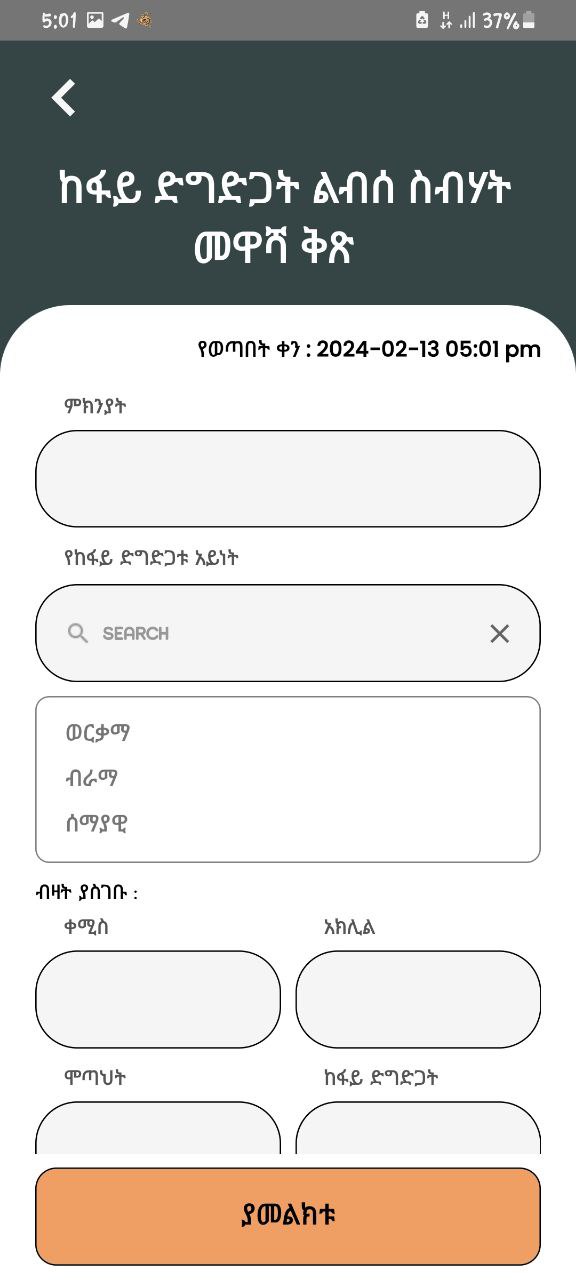 5:01
H
37%
ከፋይ ድግድጋት ልብሰ ስብሃት
መዋሻ ቅጽ
የወጣበት ቀን : 2024-02-13 05:01 pm
ምክንያት
የከፋይ ድግድጋቱ አይነት
SEARCH
ወርቃማ
ብራማ
ሰማያዊ
ብዛት ያስገቡ :
ቀሚስ አክሊል
ሞጣህት ከፋይ ድግድጋት
ያመልክቱ